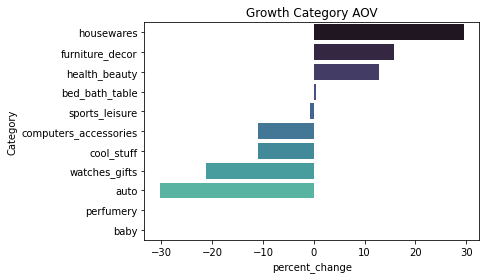 Growth Category AOV
Category
housewares
furniture_decor
health_beauty
bed_bath_table
sports_leisure
computers_accessories
cool_stuff
watches_gifts
auto
perfumery
baby
−30 −20 −10 0 10 20 30
percent_change